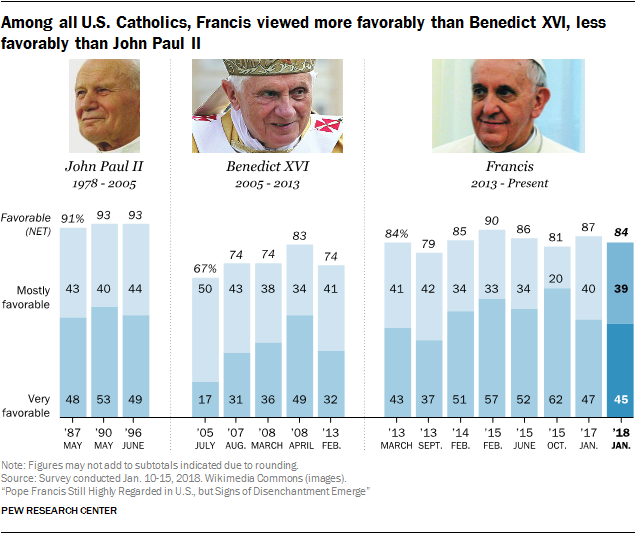 Among all U.S. Catholics, Francis viewed more favorably than Benedict XVI, less
favorably than John Paul II
John Paul II
1978 - 2005
Benedict XVI
2005 - 2013
Francis
2013 - Present
Favorable
(NET)
91% 93 93
67% 74 74 83 74
84% 79 85 90 86 81 87 84
Mostly
favorable
43 40 44
50 43 38 34 41
41 42 34 33 34 20 40 39
Very
favorable
48 53 49
17 31 36 49 32
43 37 51 57 52 62 47 45
'87 '90 '96
MAY MAY JUNE
'05 '07 '08 '08 '13
JULY AUG. MARCH APRIL FEB.
'13 '13 '14 '15 '15 '15 '17 '18
MARCH SEPT. FEB. FEB. JUNE OCT. JAN. JAN.
Note: Figures may not add to subtotals indicated due to rounding.
Source: Survey conducted Jan. 10-15, 2018. Wikimedia Commons (images).
“Pope Francis Still Highly Regarded in U.S., but Signs of Disenchantment Emerge”
PEW RESEARCH CENTER